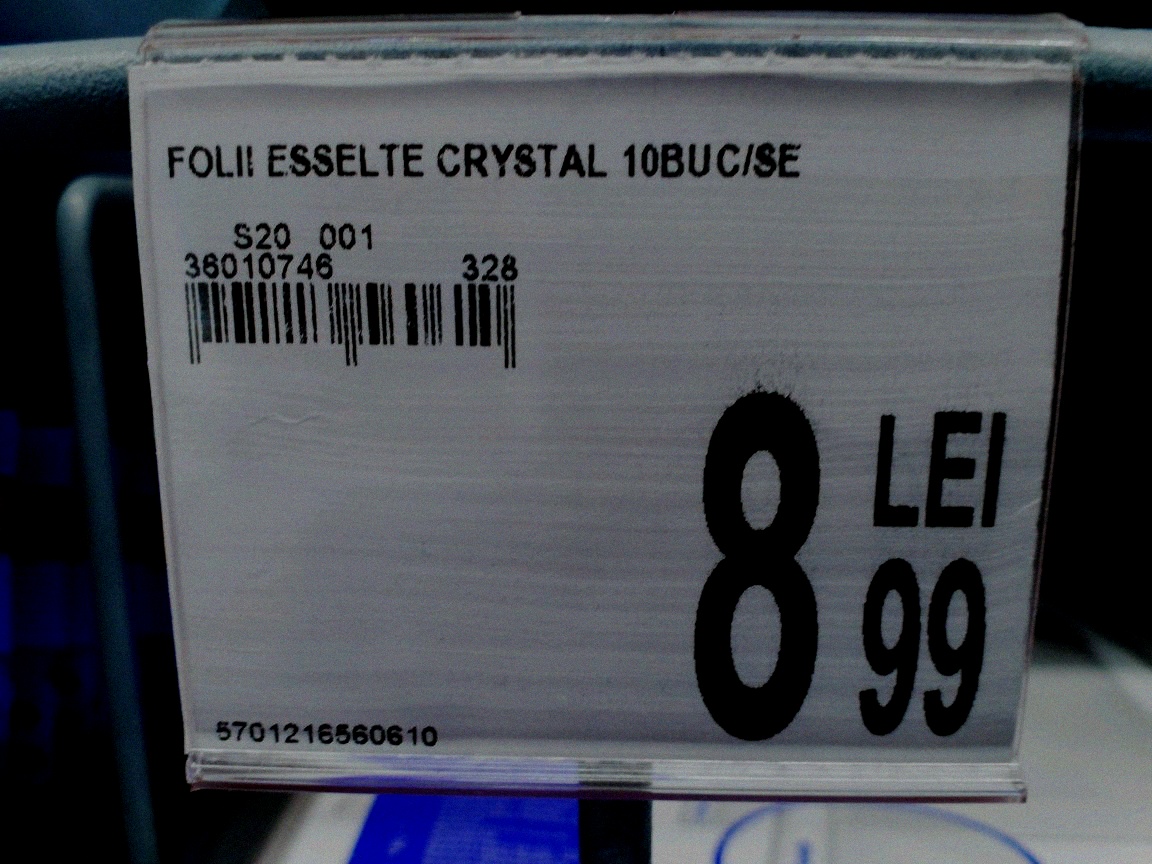 FOLII ESSELTE CRYSTAL 10BUC/SE
S20 001
36010746 328
8 LEI
99
5701216560610